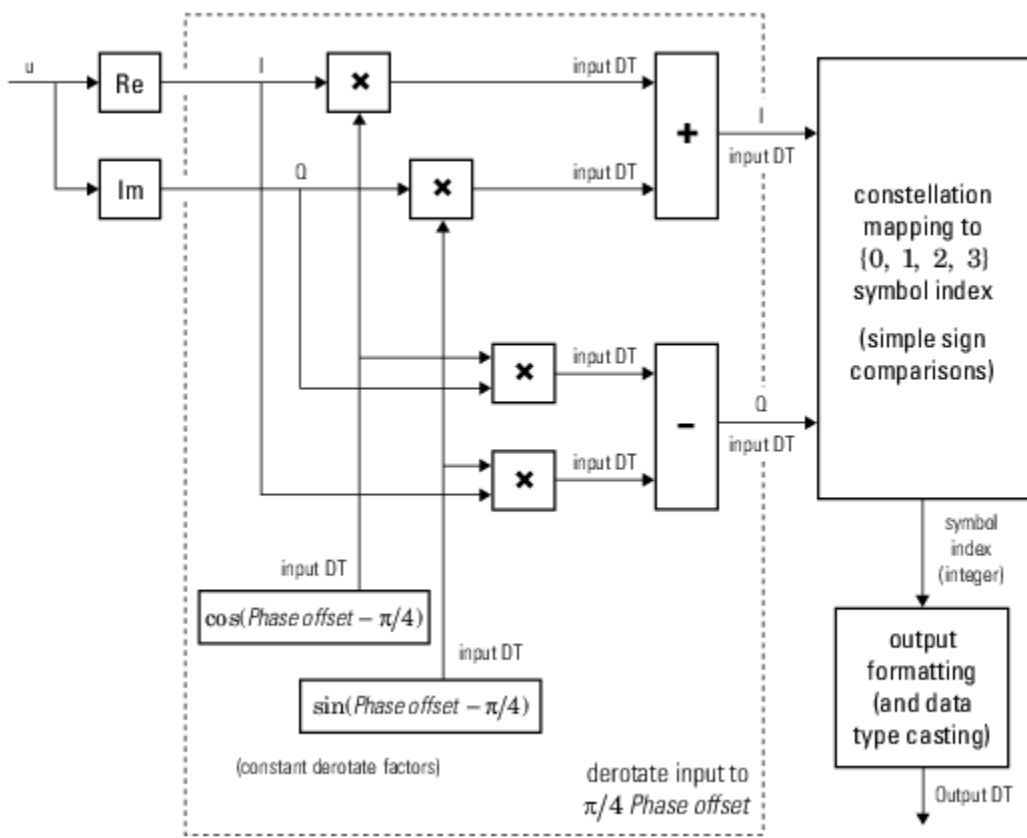 u
Re
I
×
input DT
+
I
input DT
Im
Q
×
input DT
constellation
mapping to
{0, 1, 2, 3}
symbol index
(simple sign
comparisons)
×
input DT
−
Q
input DT
×
input DT
input DT
cos(Phase offset − π/4)
input DT
sin(Phase offset − π/4)
(constant derotate factors)
derotate input to
π/4 Phase offset
symbol
index
(integer)
output
formatting
(and data
type casting)
Output DT